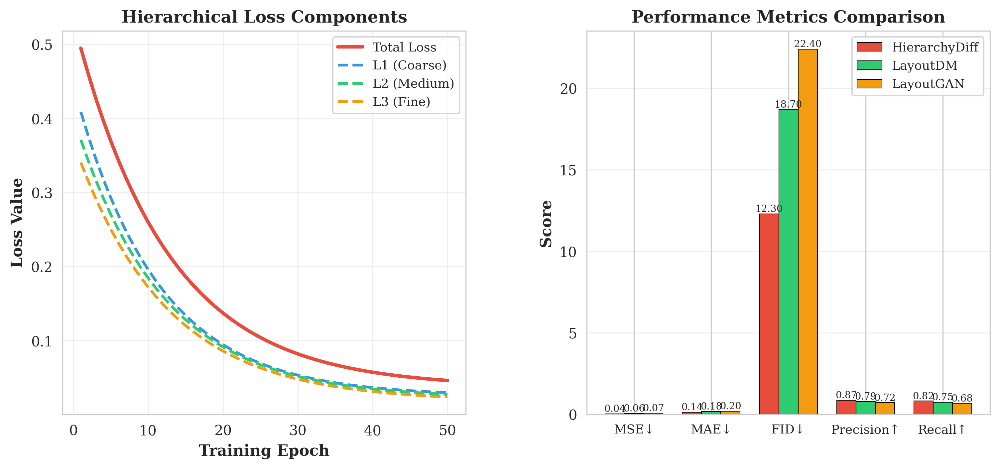 Hierarchical Loss Components
Loss Value
0.5
0.4
0.3
0.2
0.1
0 10 20 30 40 50
Training Epoch
Total Loss
L1 (Coarse)
L2 (Medium)
L3 (Fine)
Performance Metrics Comparison
Score
20
15
10
5
0
HierarchyDiff
LayoutDM
LayoutGAN
0.04 0.06 0.07 0.14 0.18 0.20 12.30 18.70 22.40 0.87 0.79 0.72 0.82 0.75 0.68
MSE↓ MAE↓ FID↓ Precision↑ Recall↑